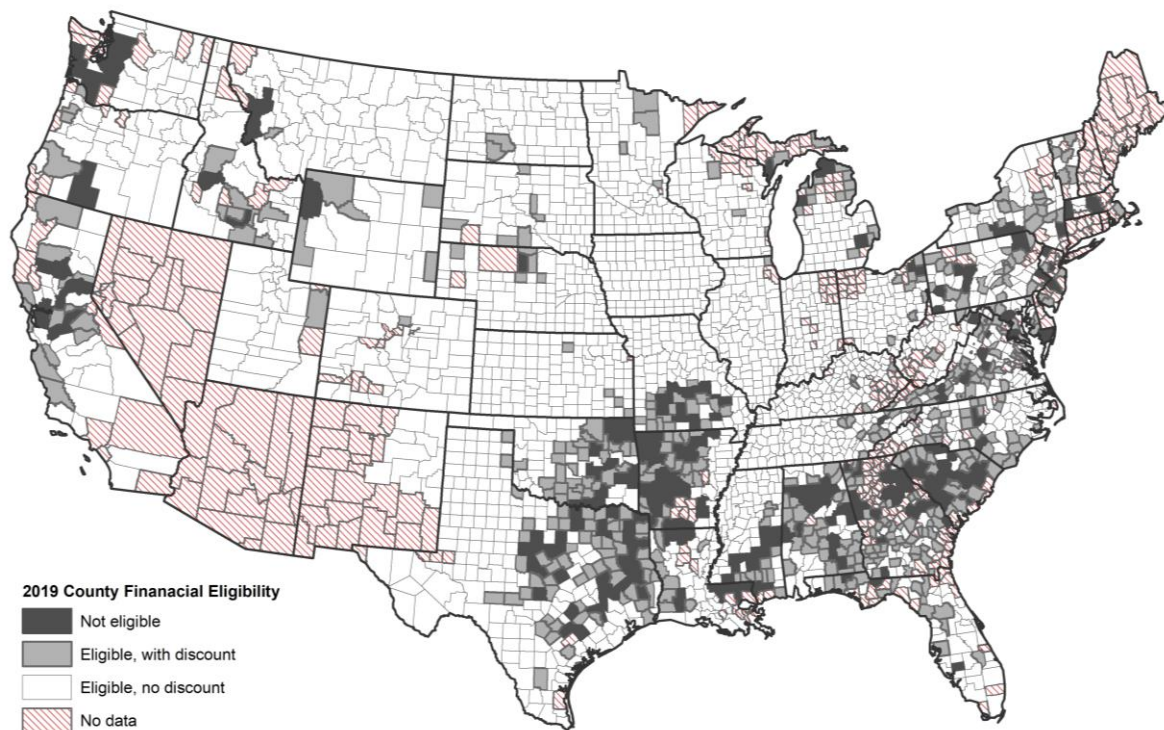 2019 County Finanacial Eligibility
Not eligible
Eligible, with discount
Eligible, no discount
No data